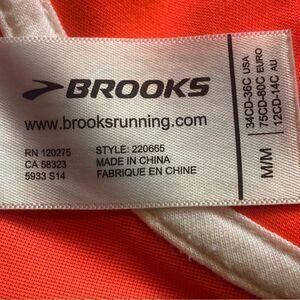 BROOKS
www.brooksrunning.com
RN 120275
CA 58323
5933 S14
STYLE: 220665
MADE IN CHINA
FABRIQUE EN CHINE
34CD-36C USA
75CD-80C EURO
12CD-14C AU
M/M